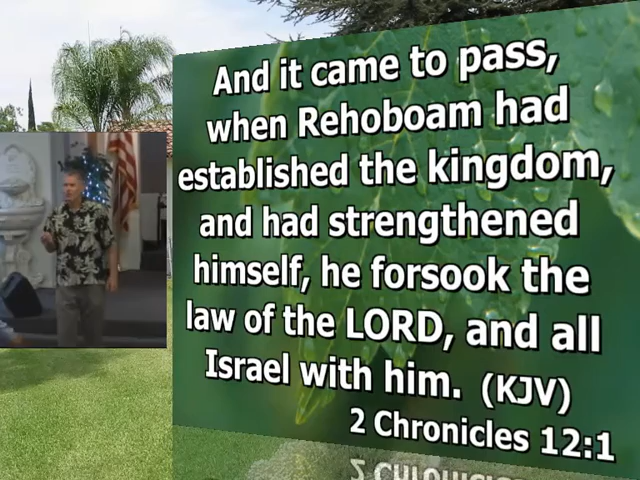 And it came to pass,
when Rehoboam had
established the kingdom,
and had strengthened
himself, he forsook the
law of the LORD, and all
Israel with him. (KJV)
2 Chronicles 12:1